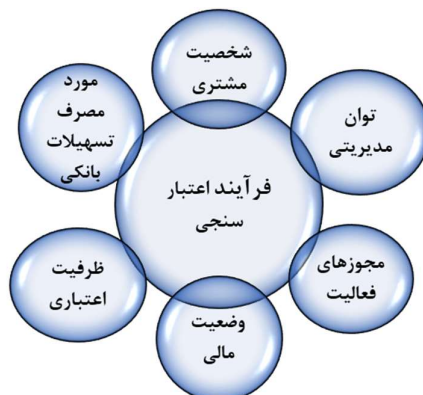 شخصیت
مشتری
توان
مدیریتی
مجوزهای
فعالیت
وضعیت
مالی
ظرفیت
اعتباری
مورد
مصرف
تسهیلات
بانکی
فرآیند اعتبار
سنجی